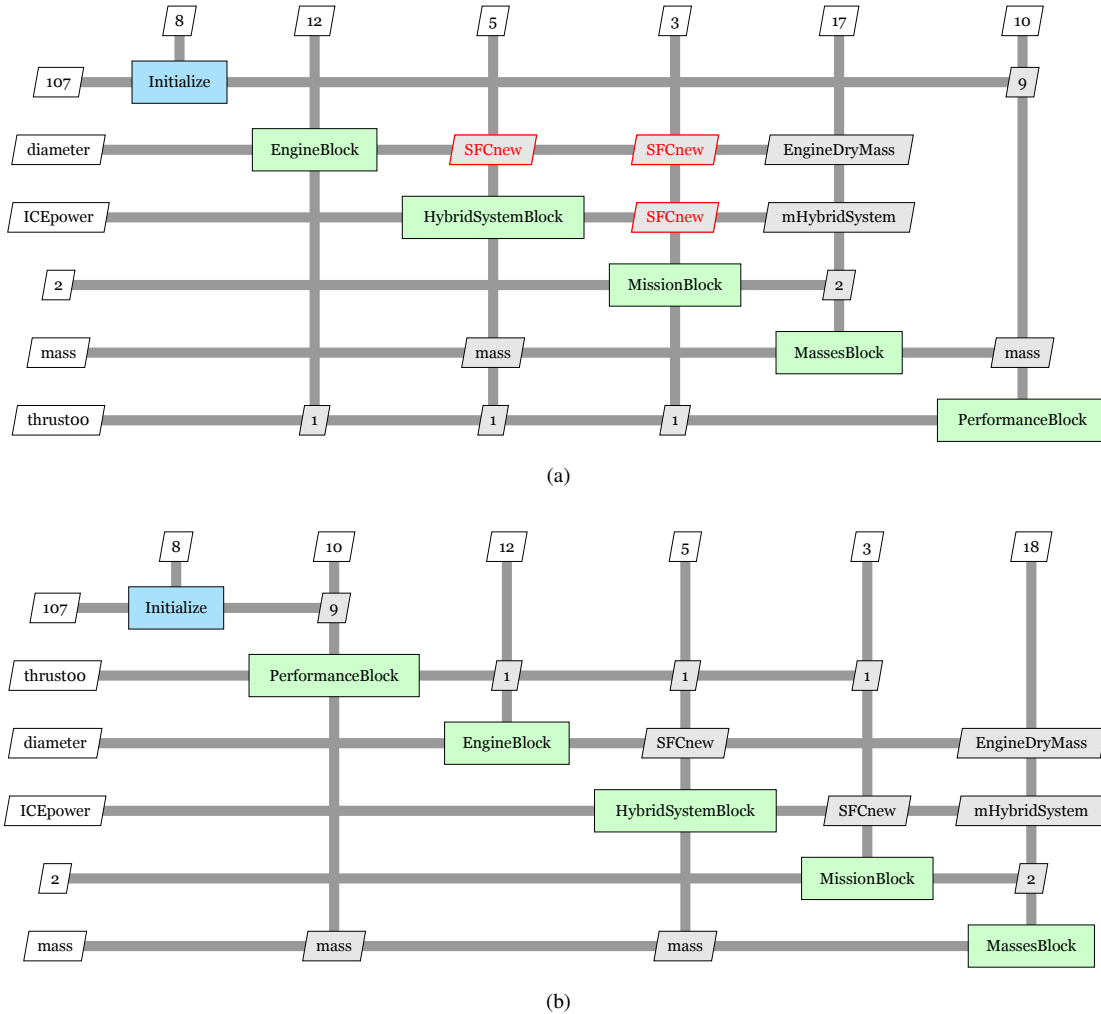 8 12 5 3 17 10
107 Initialize 9
diameter EngineBlock SFCnew SFCnew EngineDryMass
ICEpower HybridSystemBlock SFCnew mHybridSystem
2 MissionBlock 2
mass mass MassesBlock mass
thrust00 1 1 1 PerformanceBlock
(a)
8 10 12 5 3 18
107 Initialize 9
thrust00 PerformanceBlock 1 1 1
diameter EngineBlock SFCnew EngineDryMass
ICEpower HybridSystemBlock SFCnew mHybridSystem
2 MissionBlock 2
mass mass mass MassesBlock
(b)